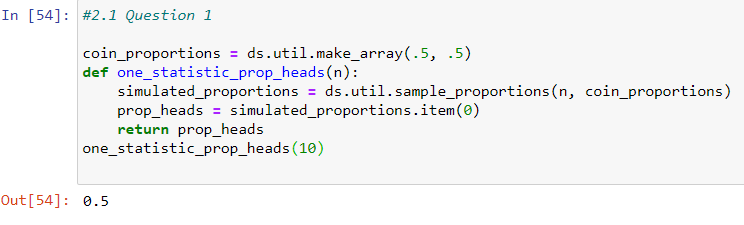 In [54]: #2.1 Question 1
coin_proportions = ds.util.make_array(.5, .5)
def one_statistic_prop_heads(n):
    simulated_proportions = ds.util.sample_proportions(n, coin_proportions)
    prop_heads = simulated_proportions.item(0)
    return prop_heads
one_statistic_prop_heads(10)
Out[54]: 0.5